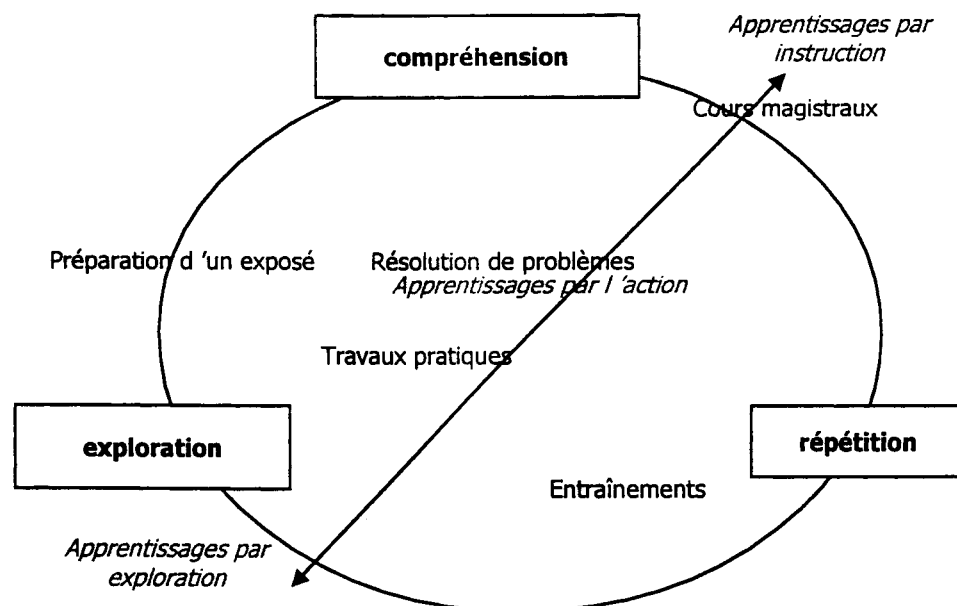 Apprentissages par
instruction
compréhension
Cours magistraux
Préparation d 'un exposé
Résolution de problèmes
Apprentissages par l 'action
Travaux pratiques
exploration
répétition
Entraînements
Apprentissages par
exploration